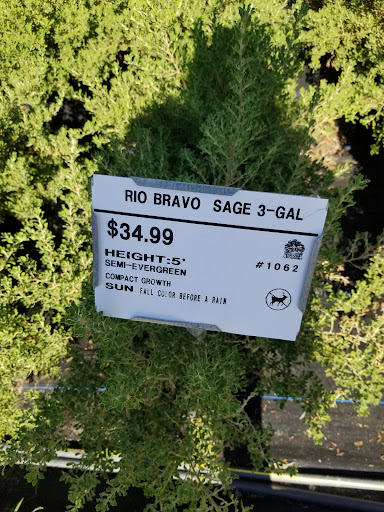 RIO BRAVO SAGE 3-GAL
$34.99
HEIGHT:5'
SEMI-EVERGREEN
#1062
COMPACT GROWTH
SUN FALL COLOR BEFORE A RAIN